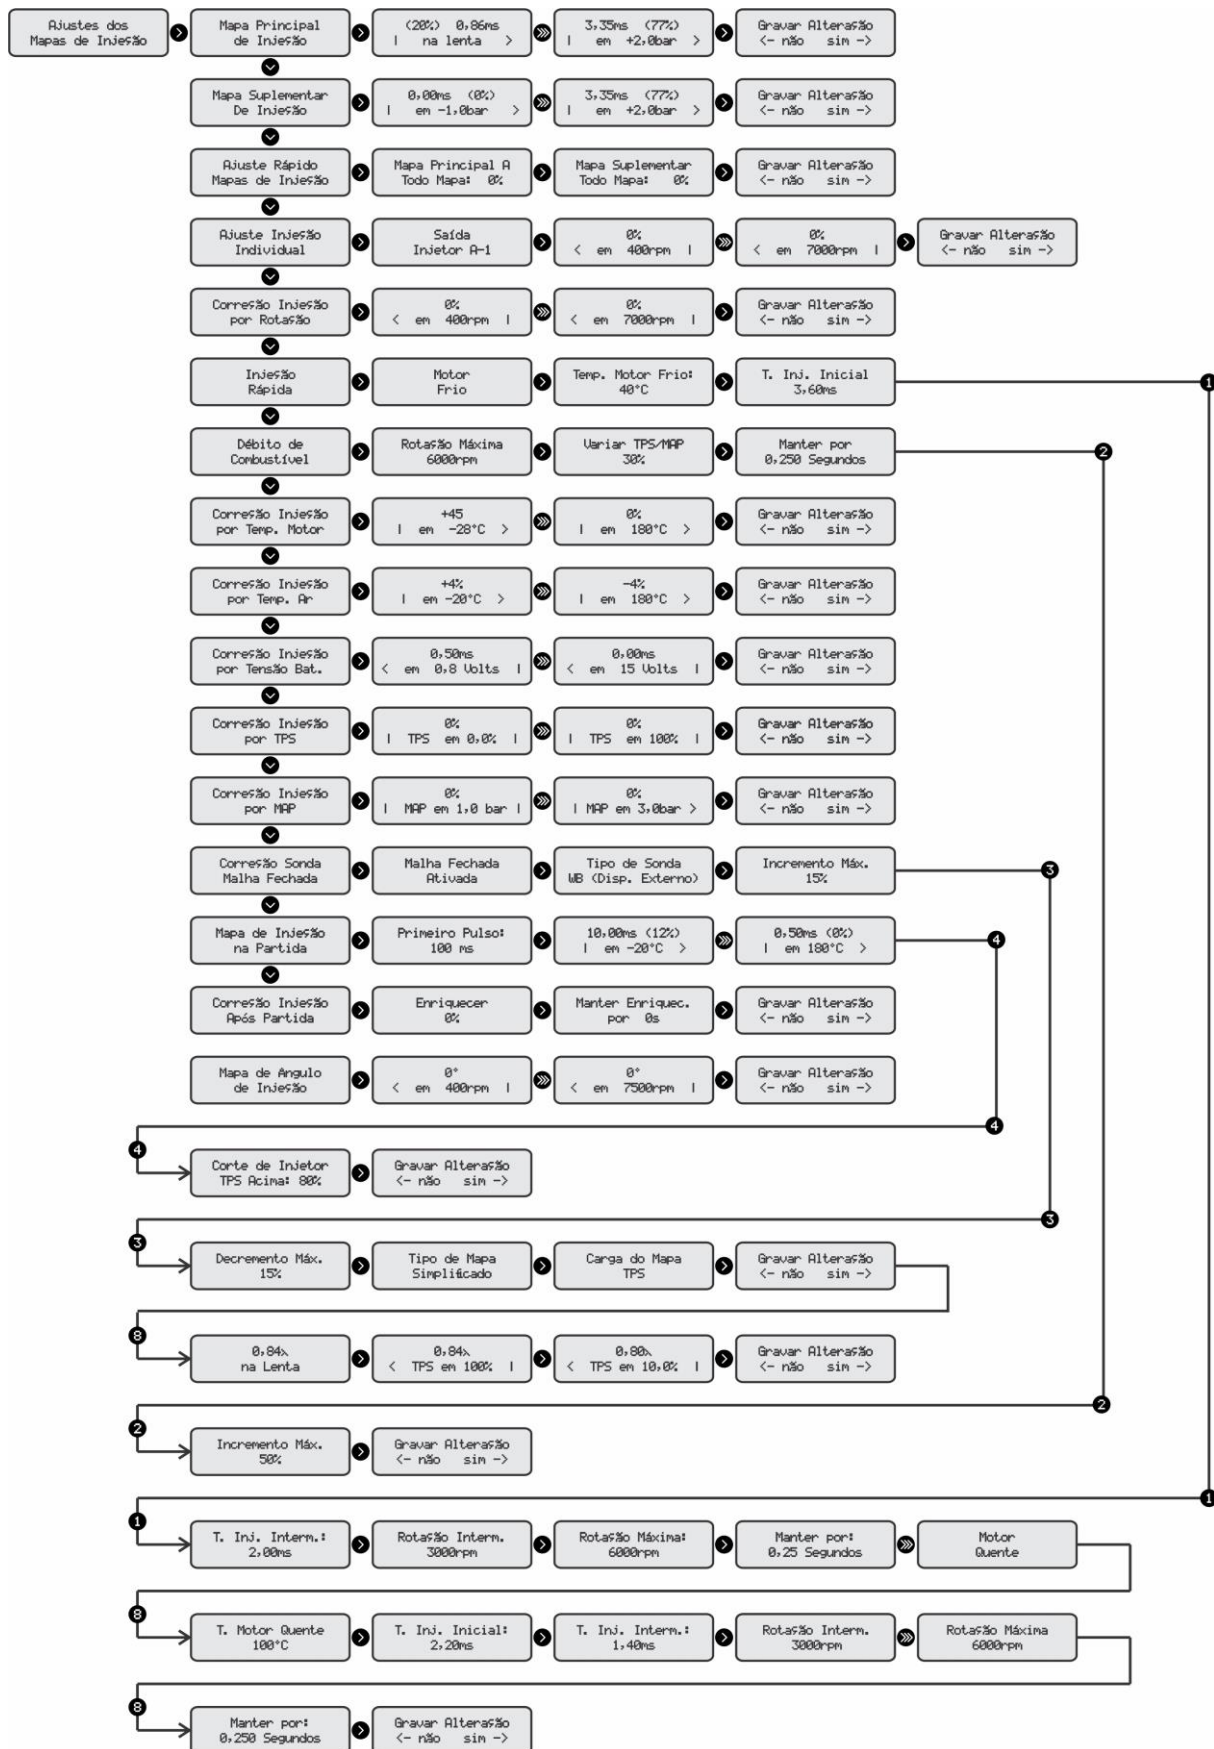 Ajustes dos
Mapas de Injeção
Mapa Principal
de Injeção
(20%) 0,86ms
| na lenta >
3,35ms (77%)
| em +2,0bar >
Gravar Alteração
<- não sim ->
Mapa Suplementar
De Injeção
0,00ms (0%)
| em -1,0bar >
3,35ms (77%)
| em +2,0bar >
Gravar Alteração
<- não sim ->
Ajuste Rápido
Mapas de Injeção
Mapa Principal A
Todo Mapa: 0%
Mapa Suplementar
Todo Mapa: 0%
Gravar Alteração
<- não sim ->
Ajuste Injeção
Individual
Saída
Injetor A-1
0%
< em 400rpm |
0%
< em 7000rpm |
Gravar Alteração
<- não sim ->
Correção Injeção
por Rotação
0%
< em 400rpm |
0%
< em 7000rpm |
Gravar Alteração
<- não sim ->
Injeção
Rápida
Motor
Frio
Temp. Motor Frio:
40°C
T. Inj. Inicial
3,60ms
1
Débito de
Combustível
Rotação Máxima
6000rpm
Variar TPS/MAP
30%
Manter por
0,250 Segundos
2
Correção Injeção
por Temp. Motor
+45
| em -28°C >
0%
| em 180°C >
Gravar Alteração
<- não sim ->
Correção Injeção
por Temp. Ar
+4%
| em -20°C >
-4%
| em 180°C >
Gravar Alteração
<- não sim ->
Correção Injeção
por Tensão Bat.
0,50ms
< em 0,8 Volts |
0,00ms
< em 15 Volts |
Gravar Alteração
<- não sim ->
Correção Injeção
por TPS
0%
| TPS em 0,0% |
0%
| TPS em 100% |
Gravar Alteração
<- não sim ->
Correção Injeção
por MAP
0%
| MAP em 1,0 bar |
0%
| MAP em 3,0bar >
Gravar Alteração
<- não sim ->
Correção Sonda
Malha Fechada
Malha Fechada
Ativada
Tipo de Sonda
WB (Disp. Externo)
Incremento Máx.
15%
3
Mapa de Injeção
na Partida
Primeiro Pulso:
100 ms
10,00ms (12%)
| em -20°C >
0,50ms (0%)
| em 180°C >
4
Correção Injeção
Após Partida
Enriquecer
0%
Manter Enriquec.
por 0s
Gravar Alteração
<- não sim ->
Mapa de Angulo
de Injeção
0°
< em 400rpm |
0°
< em 7500rpm |
Gravar Alteração
<- não sim ->
4
4
Corte de Injetor
TPS Acima: 80%
Gravar Alteração
<- não sim ->
3
3
Decremento Máx.
15%
Tipo de Mapa
Simplificado
Carga do Mapa
TPS
Gravar Alteração
<- não sim ->
8
0,84λ
na Lenta
0,84λ
< TPS em 100% |
0,80λ
< TPS em 10,0% |
Gravar Alteração
<- não sim ->
2
2
Incremento Máx.
50%
Gravar Alteração
<- não sim ->
1
1
T. Inj. Interm.:
2,00ms
Rotação Interm.
3000rpm
Rotação Máxima:
6000rpm
Manter por:
0,25 Segundos
Motor
Quente
8
T. Motor Quente
100°C
T. Inj. Inicial:
2,20ms
T. Inj. Interm.:
1,40ms
Rotação Interm.
3000rpm
Rotação Máxima
6000rpm
8
Manter por:
0,250 Segundos
Gravar Alteração
<- não sim ->